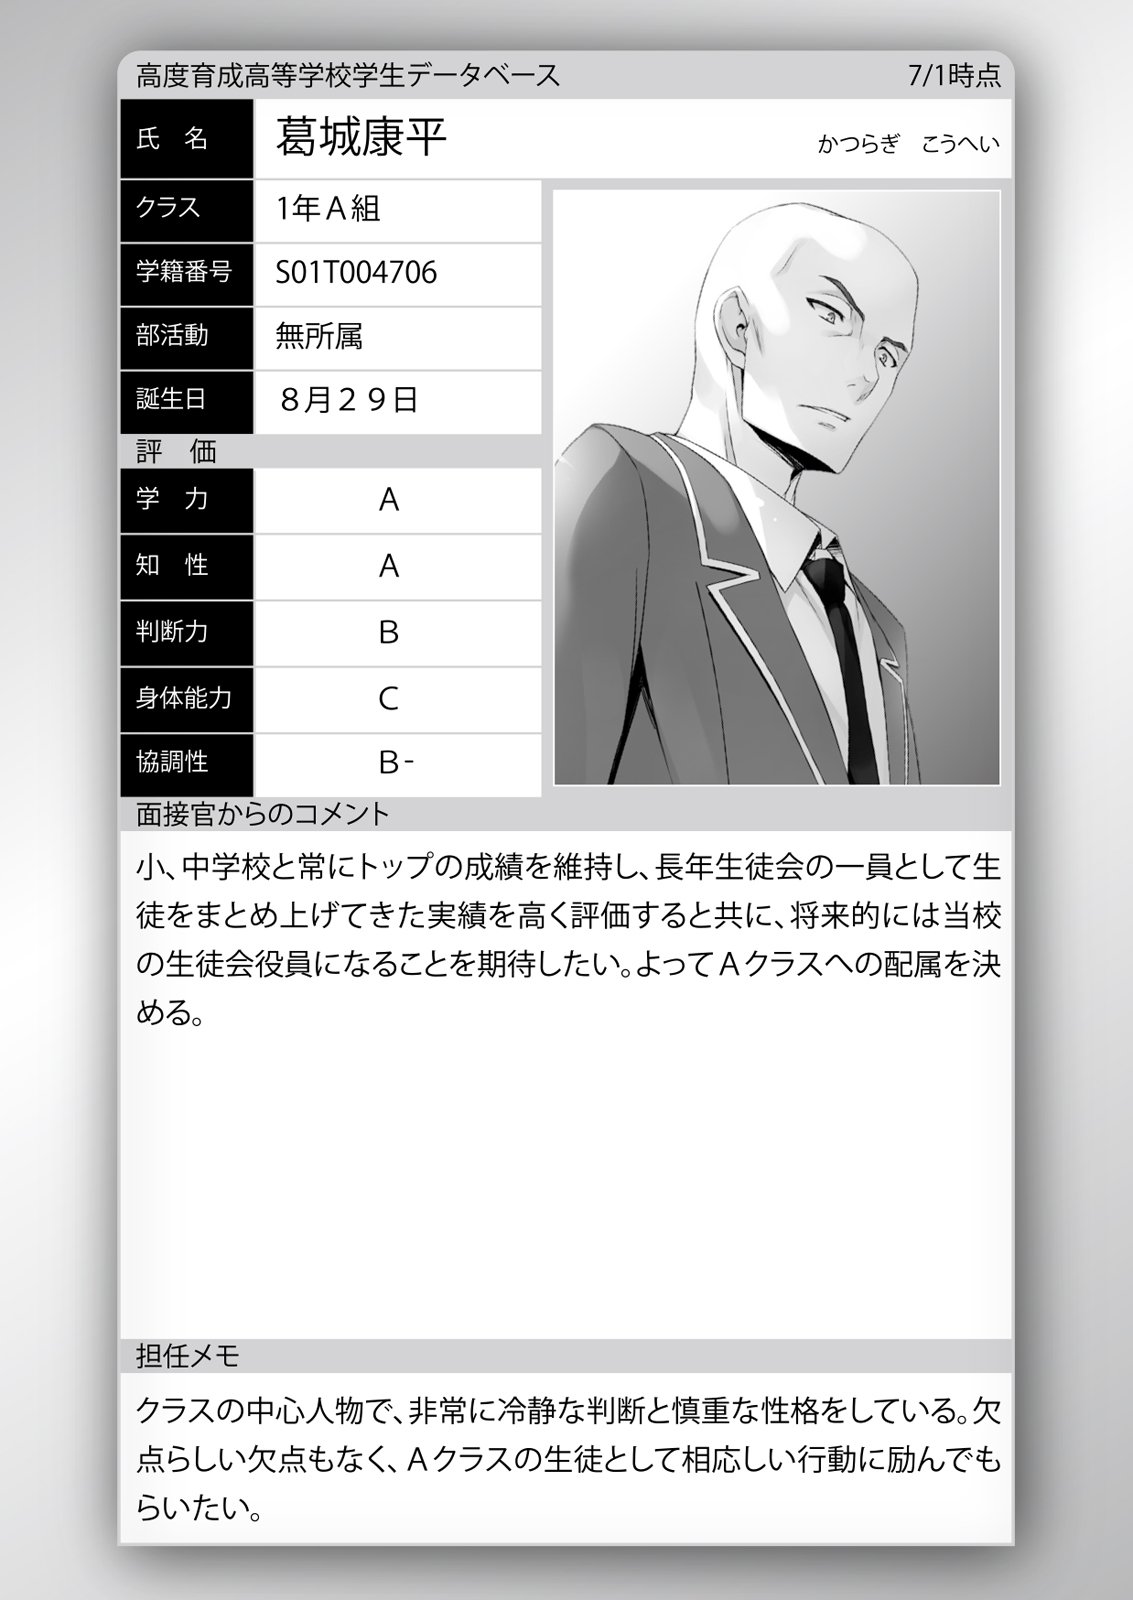 高度育成高等学校学生データベース 7/1時点
氏 名 葛城康平 かつらぎ こうへい
クラス 1年A組
学籍番号 S01T004706
部活動 無所属
誕生日 8月29日
評 価
学 力 A
知 性 A
判断力 B
身体能力 C
協調性 B-
面接官からのコメント
小、中学校と常にトップの成績を維持し、長年生徒会の一員として生
徒をまとめ上げてきた実績を高く評価すると共に、将来的には当校
の生徒会役員になることを期待したい。よってAクラスへの配属を決
める。
担任メモ
クラスの中心人物で、非常に冷静な判断と慎重な性格をしている。欠
点らしい欠点もなく、Aクラスの生徒として相応しい行動に励んでも
らいたい。